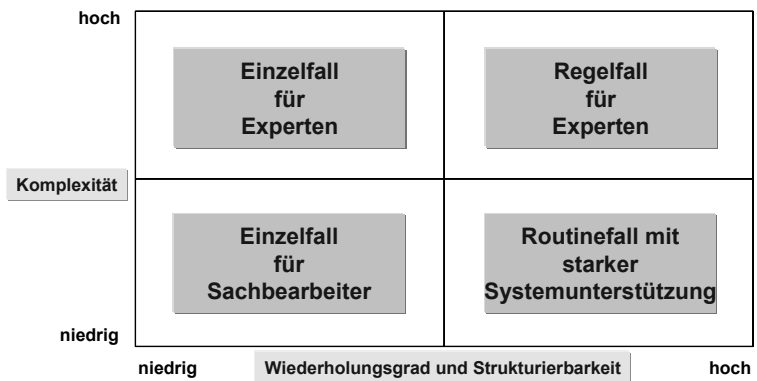 hoch
Einzelfall
für
Experten
Regelfall
für
Experten
Komplexität
Einzelfall
für
Sachbearbeiter
Routinefall mit
starker
Systemunterstützung
niedrig
niedrig
Wiederholungsgrad und Strukturierbarkeit
hoch